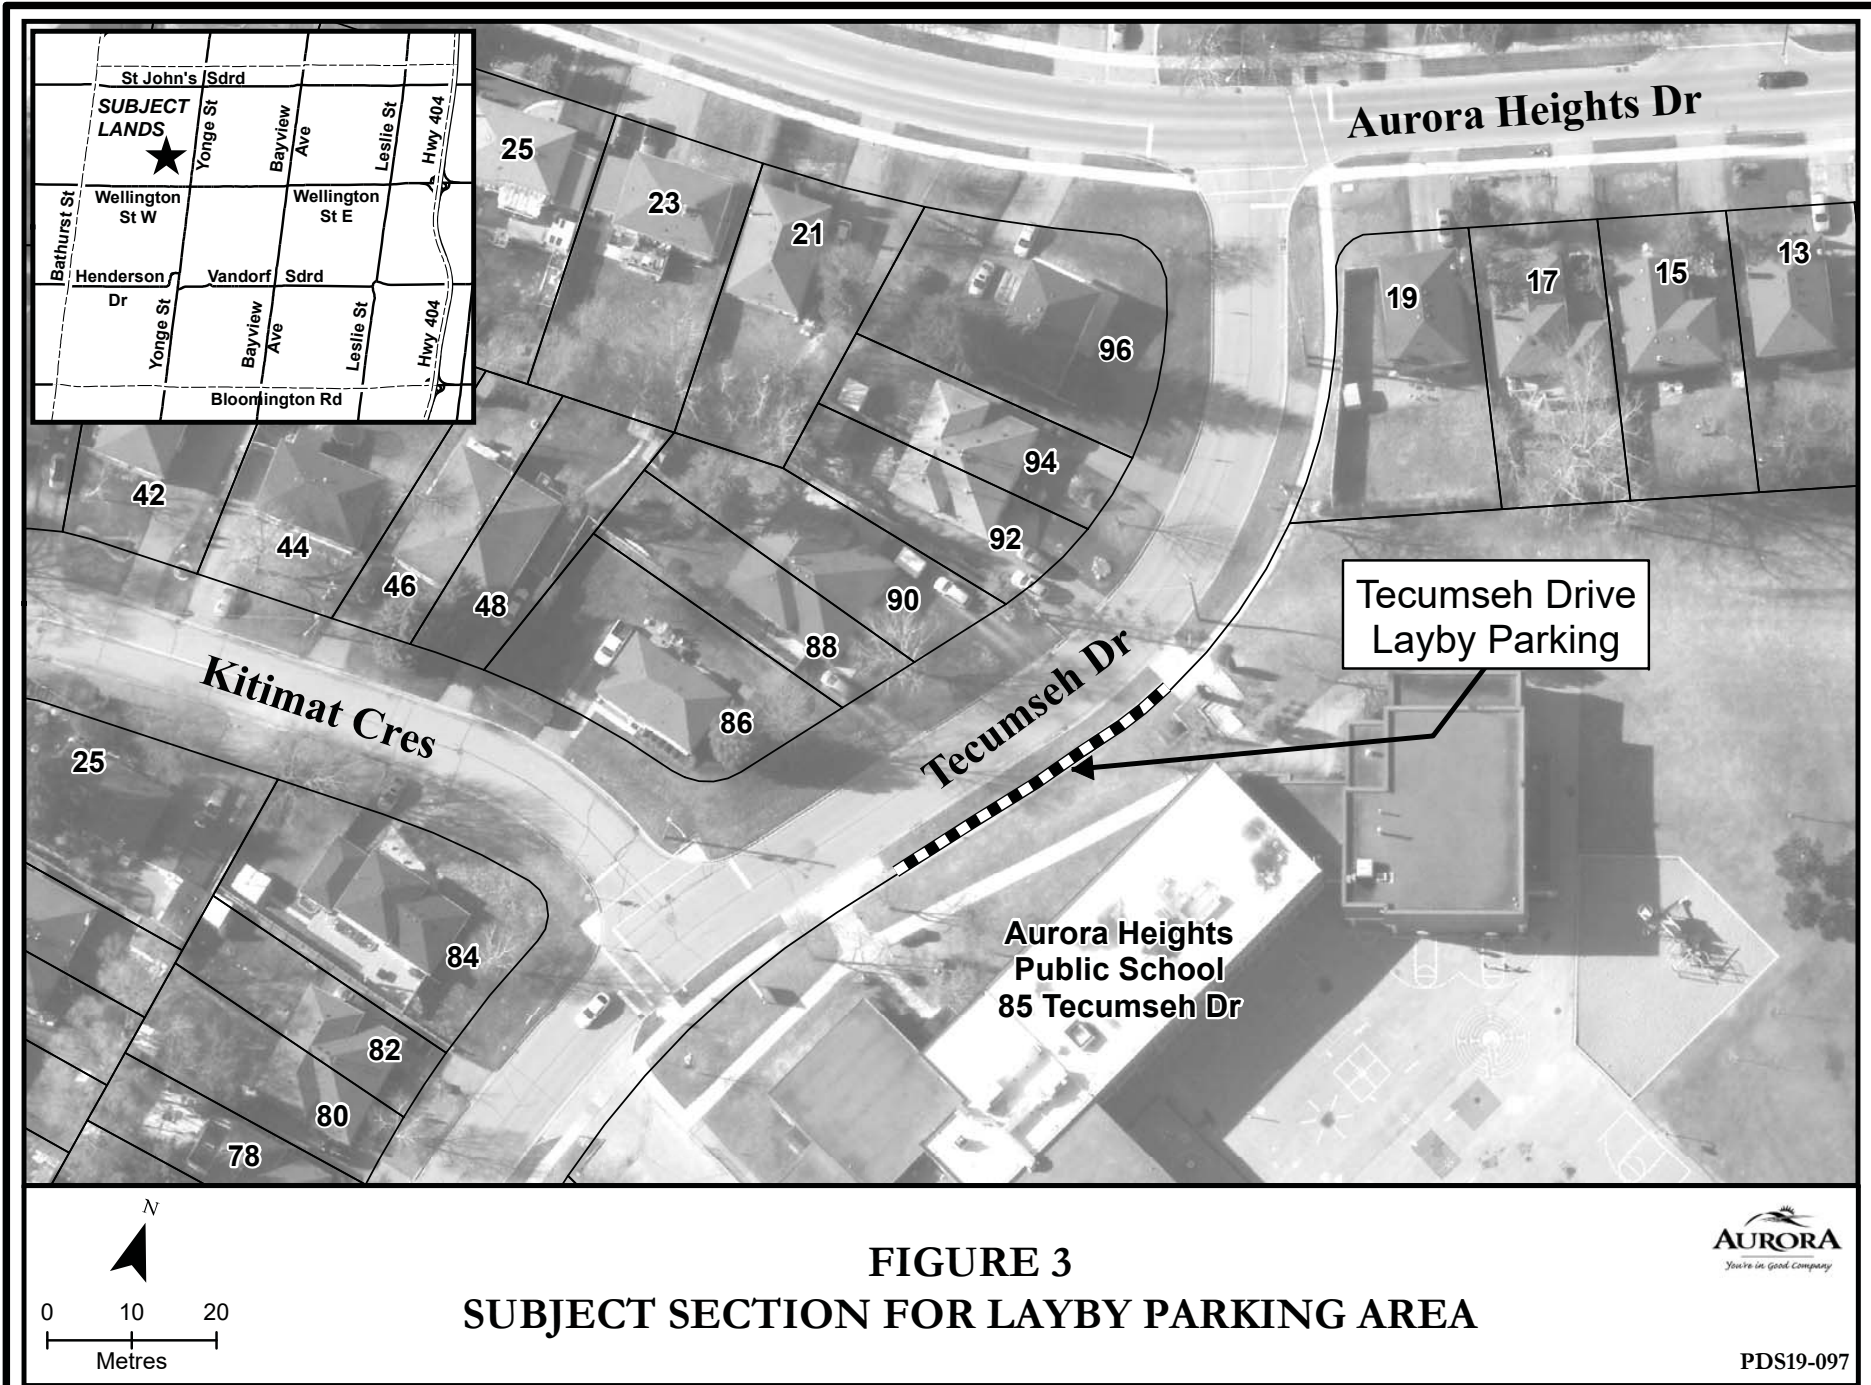 St John's Sdrd
SUBJECT
LANDS
Yonge St
Bayview
Ave
Leslie St
Hwy 404
Bathurst St
Wellington
St W
Wellington
St E
Henderson
Dr
Vandorf Sdrd
Yonge St
Bayview
Ave
Leslie St
Hwy 404
Bloomington Rd
Aurora Heights Dr
25
23
21
96
19
17
15
13
94
92
42
44
46
48
90
88
86
Tecumseh Drive
Layby Parking
Kitimat Cres
Tecumseh Dr
25
84
82
80
78
Aurora Heights
Public School
85 Tecumseh Dr
N
0 10 20
Metres
FIGURE 3
SUBJECT SECTION FOR LAYBY PARKING AREA
AURORA
You're in Good Company
PDS19-097